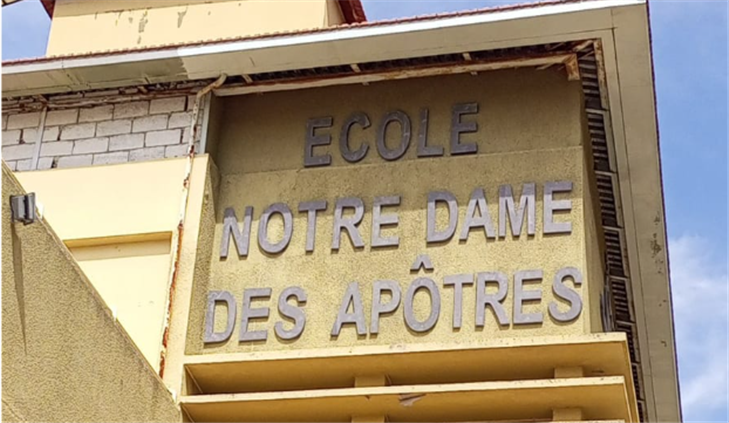 ECOLE
NOTRE DAME
DES APÔTRES